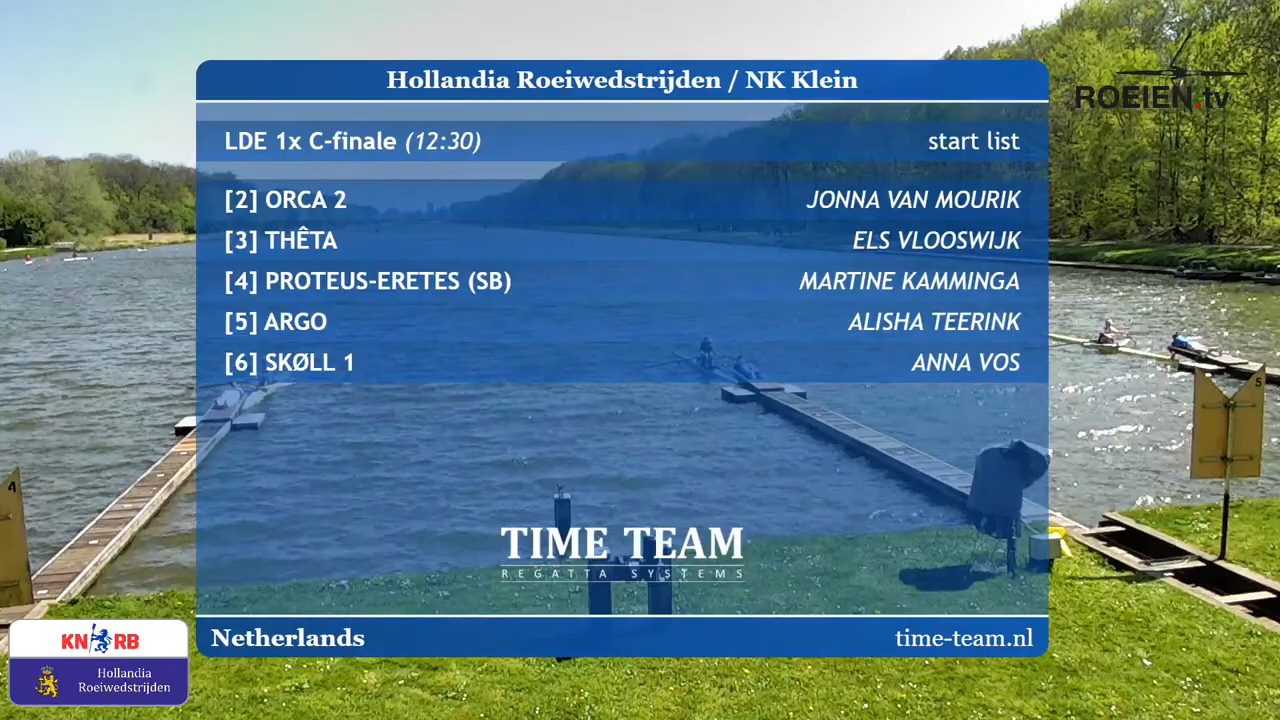 Hollandia Roeiwedstrijden / NK Klein
ROEIEN.tv
LDE 1x C-finale (12:30) start list
[2] ORCA 2 JONNA VAN MOURIK
[3] THÊTA ELS VLOOSWIJK
[4] PROTEUS-ERETES (SB) MARTINE KAMMINGA
[5] ARGO ALISHA TEERINK
[6] SKØLL 1 ANNA VOS
5
4
TIME TEAM
REGATTA SYSTEMS
Netherlands time-team.nl
KNRB
Hollandia
Roeiwedstrijden